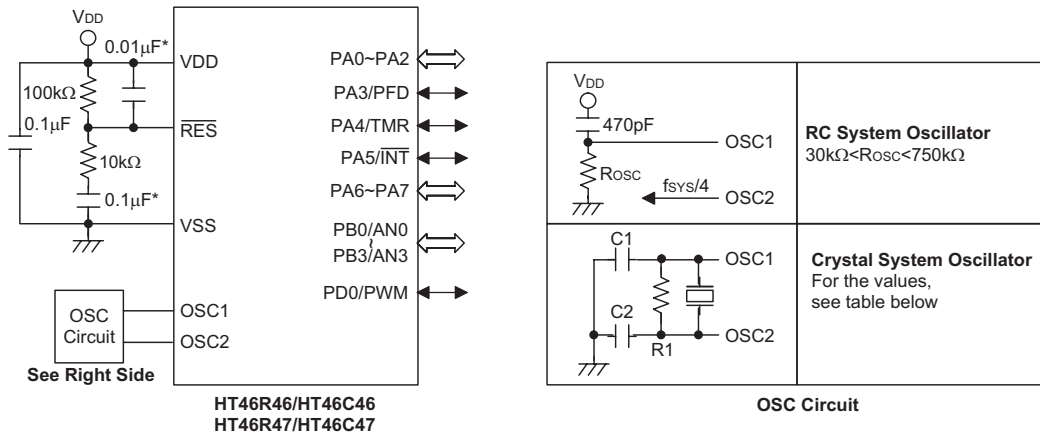 VDD
0.01μF*
VDD
100kΩ
0.1μF
RES
10kΩ
0.1μF*
VSS
OSC
Circuit
OSC1
OSC2
See Right Side
PA0~PA2
PA3/PFD
PA4/TMR
PA5/INT
PA6~PA7
PB0/AN0
~
PB3/AN3
PD0/PWM
HT46R46/HT46C46
HT46R47/HT46C47
VDD
470pF
OSC1
ROSC
fSYS/4
OSC2
RC System Oscillator
30kΩ<ROSC<750kΩ
C1
OSC1
C2
R1
OSC2
Crystal System Oscillator
For the values,
see table below
OSC Circuit